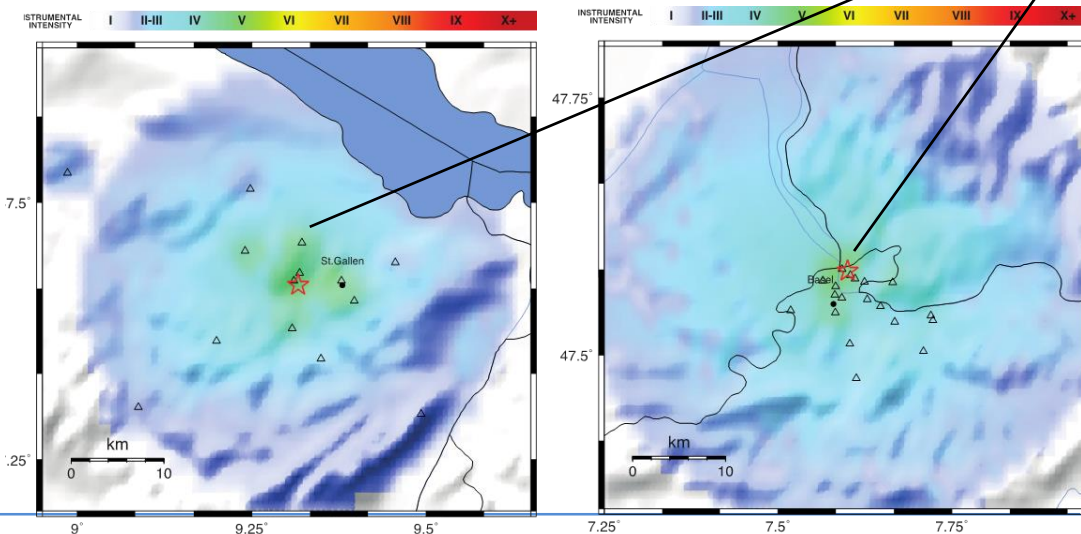 ISTRUMENTAL INTENSITY I II-III IV V VI VII VIII IX X+
St.Gallen
km
0 10
7.5°
.25°
9° 9.25° 9.5°
INSTRUMENTAL INTENSITY I II-III IV V VI VII VIII IX X+
47.75°
Basel
47.5°
km
0 10
7.25° 7.5° 7.75°